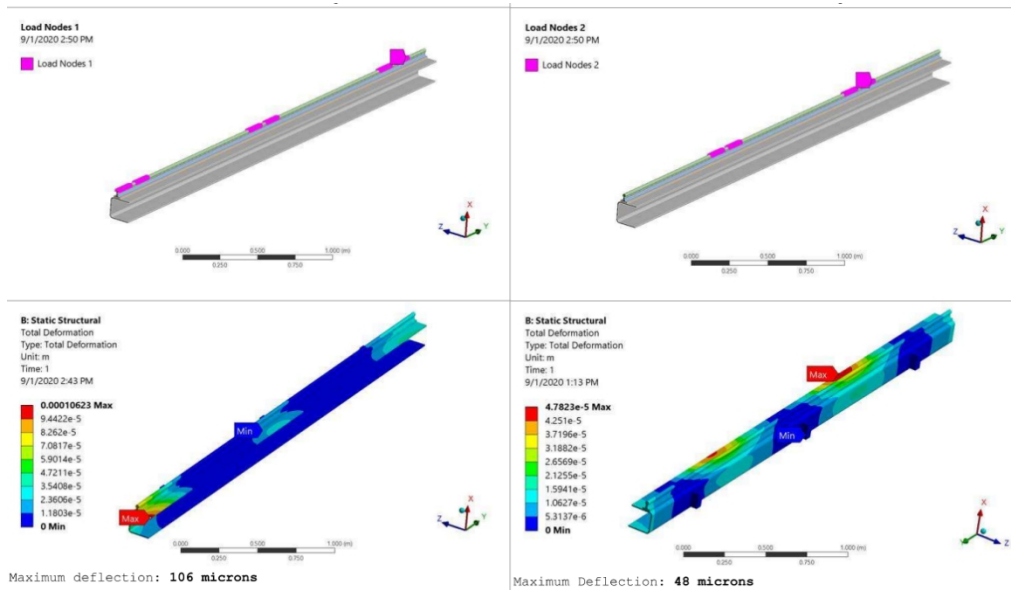 Load Nodes 1
9/1/2020 2:50 PM
Load Nodes 1
X
Z
Y
0.000
0.500
1.000 (m)
0.250
0.750
Load Nodes 2
9/1/2020 2:50 PM
Load Nodes 2
X
Z
Y
0.000
0.500
1.000 (m)
0.250
0.750
B: Static Structural
Total Deformation
Type: Total Deformation
Unit: m
Time: 1
9/1/2020 2:43 PM
0.00010623 Max
9.4422e-5
8.262e-5
7.0817e-5
5.9014e-5
4.7211e-5
3.5408e-5
2.3606e-5
1.1803e-5
0 Min
Min
Max
X
Z
Y
0.000
0.500
1.000 (m)
0.250
0.750
Maximum deflection: 106 microns
B: Static Structural
Total Deformation
Type: Total Deformation
Unit: m
Time: 1
9/1/2020 1:13 PM
4.7823e-5 Max
4.251e-5
3.7196e-5
3.1882e-5
2.6569e-5
2.1255e-5
1.5941e-5
1.0627e-5
5.3137e-6
0 Min
Max
Min
X
Y
Z
0.000
0.500
1.000 (m)
0.250
0.750
Maximum Deflection: 48 microns